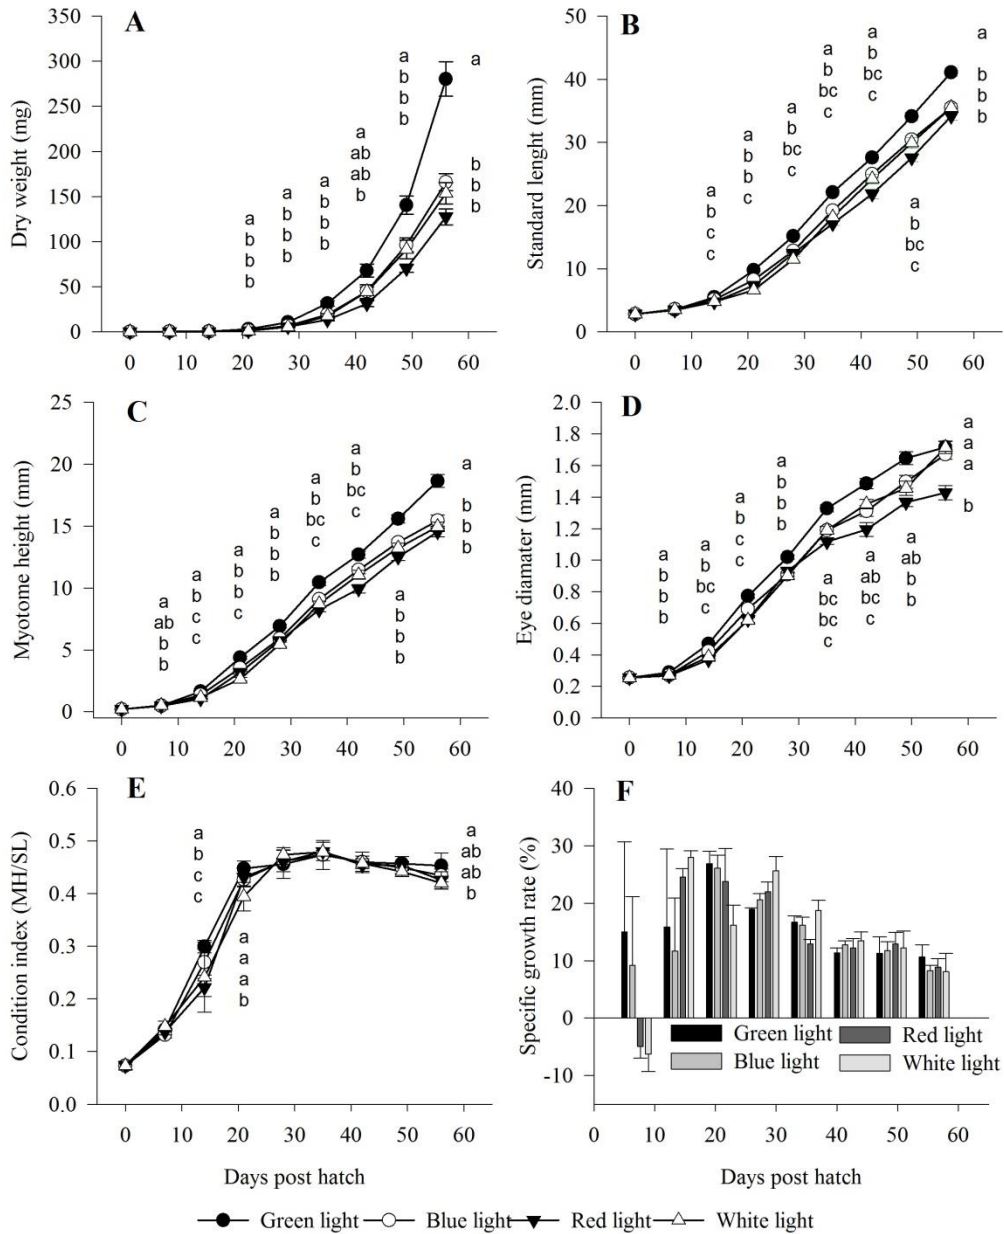 A
Dry weight (mg)
350
300
250
200
150
100
50
0
0 10 20 30 40 50 60
a
b
b
b
a
b
b
b
a
b
b
b
a
ab
ab
b
a
b
b
b
a
b
b
b
B
Standard lenght (mm)
50
40
30
20
10
0
0 10 20 30 40 50 60
a
b
c
c
a
b
b
c
a
b
bc
c
a
b
bc
c
a
b
bc
c
a
b
bc
c
a
b
b
b
C
Myotome height (mm)
25
20
15
10
5
0
0 10 20 30 40 50 60
a
ab
b
b
a
b
c
c
a
b
b
c
a
b
b
b
a
b
bc
c
a
b
bc
c
a
b
b
b
a
b
b
b
D
Eye diamater (mm)
2.0
1.8
1.6
1.4
1.2
1.0
0.8
0.6
0.4
0.2
0.0
0 10 20 30 40 50 60
a
b
b
b
a
b
bc
c
a
b
c
c
a
b
b
b
a
bc
bc
c
a
ab
bc
c
a
ab
b
b
a
a
a
b
E
Condition index (MH/SL)
0.6
0.5
0.4
0.3
0.2
0.1
0.0
0 10 20 30 40 50 60
Days post hatch
a
b
c
c
a
a
a
b
a
ab
ab
b
F
Specific growth rate (%)
40
30
20
10
0
-10
0 10 20 30 40 50 60
Days post hatch
Green light Red light
Blue light White light
Green light Blue light Red light White light